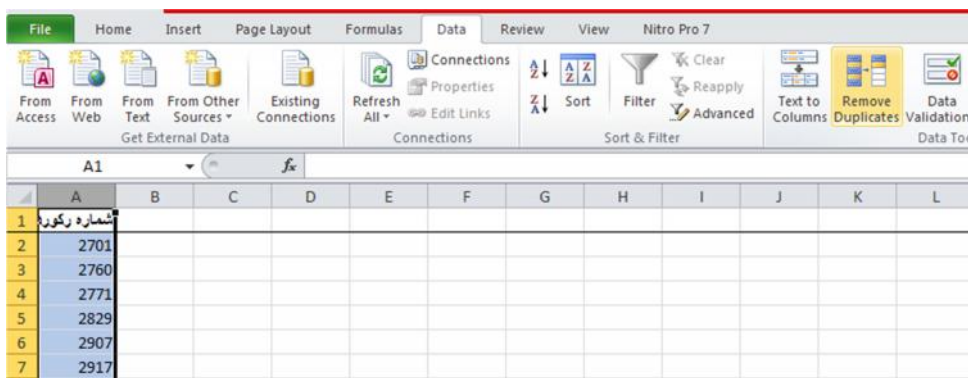 File Home Insert Page Layout Formulas Data Review View Nitro Pro 7
From Access
From Web
From Text
From Other Sources
Existing Connections
Get External Data
Refresh All
Connections
Properties
Edit Links
Connections
A Z
Z A
A Z Z A
Sort
Filter
Clear
Reapply
Advanced
Sort & Filter
Text to Columns
Remove Duplicates
Data Validation
Data Too
A1 fx
A B C D E F G H I J K L
1 شماره رکورد
2 2701
3 2760
4 2771
5 2829
6 2907
7 2917